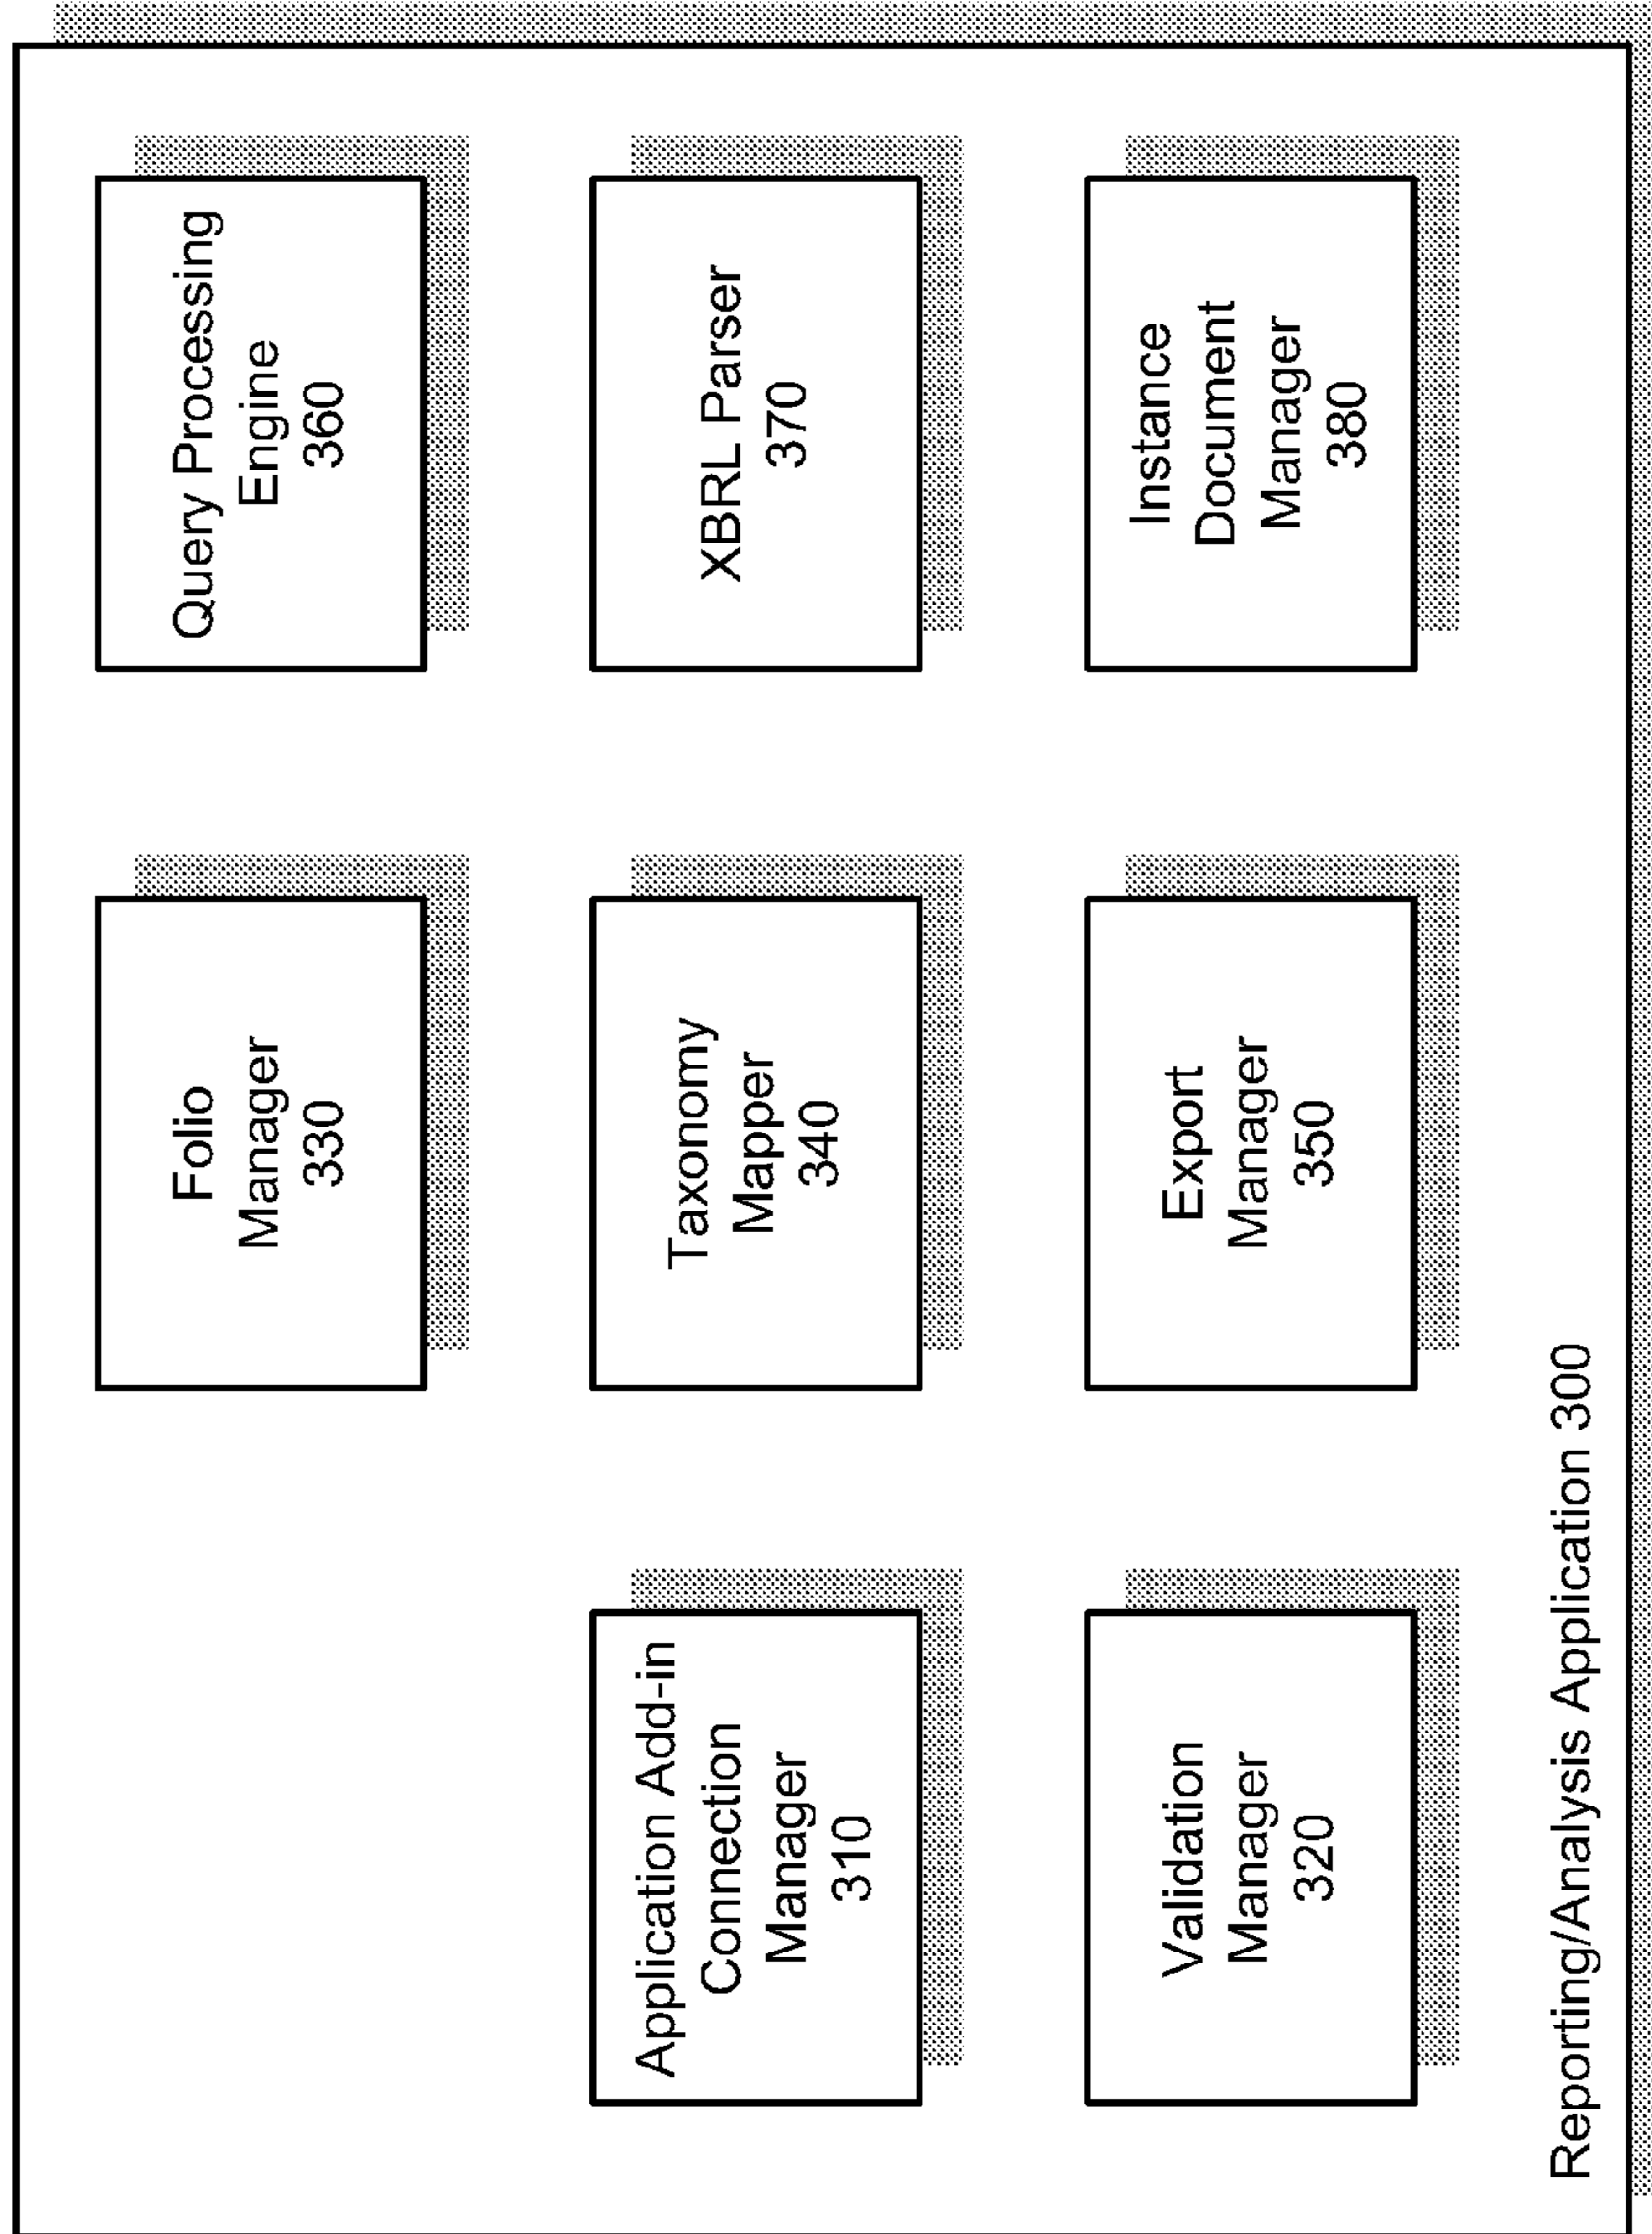 Application Add-in
Connection
Manager
310
Validation
Manager
320
Folio
Manager
330
Taxonomy
Mapper
340
Export
Manager
350
Query Processing
Engine
360
XBRL Parser
370
Instance
Document
Manager
380
Reporting/Analysis Application 300